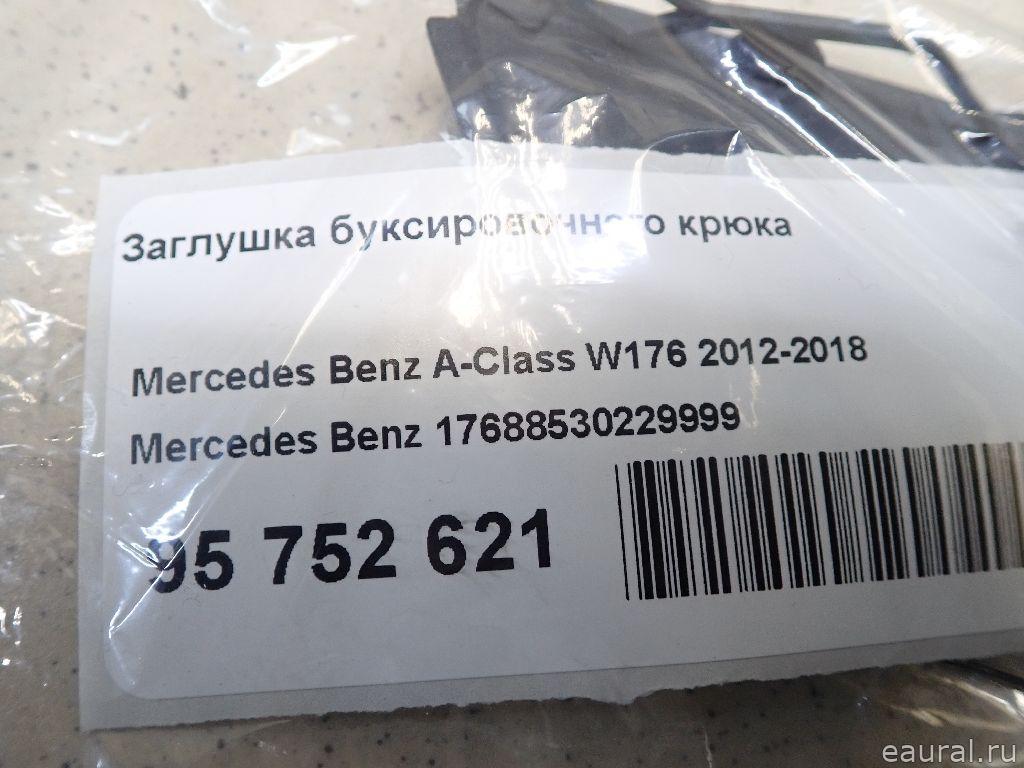 Заглушка буксировочного крюка
Mercedes Benz A-Class W176 2012-2018
Mercedes Benz 17688530229999
95 752 621
eaural.ru